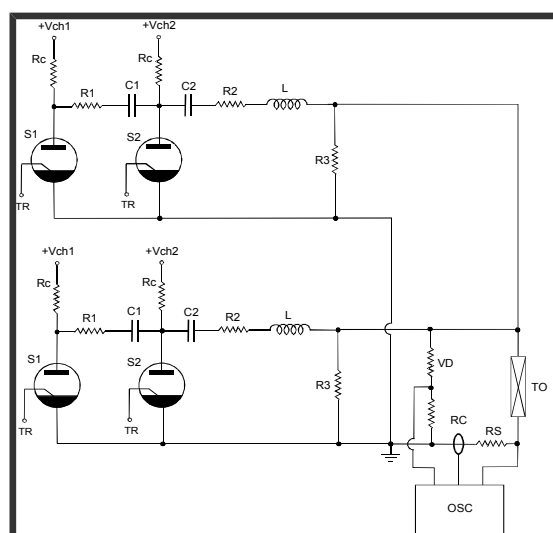 +Vch1 +Vch2
Rc Rc
R1 C1 C2 R2 L
S1 S2
R3
TR TR
+Vch1 +Vch2
Rc Rc
R1 C1 C2 R2 L
S1 S2
R3 VD TO
TR TR RC RS
OSC